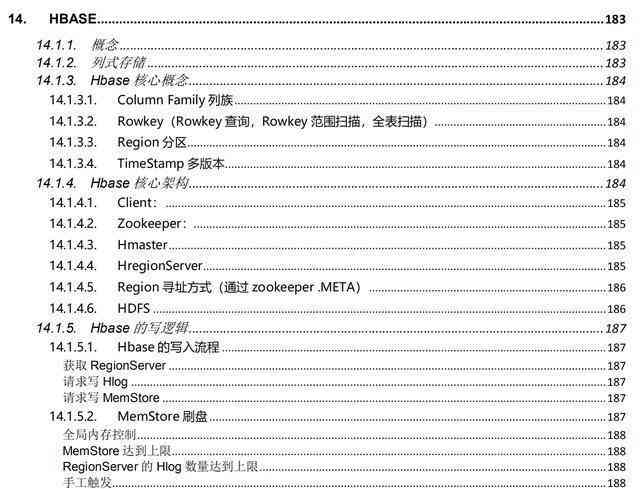 14. HBASE.....183
14.1.1. 概念.....183
14.1.2. 列式存储.....183
14.1.3. Hbase 核心概念.....184
14.1.3.1. Column Family 列族.....184
14.1.3.2. Rowkey（Rowkey 查询，Rowkey 范围扫描，全表扫描）.....184
14.1.3.3. Region 分区.....184
14.1.3.4. TimeStamp 多版本.....184
14.1.4. Hbase 核心架构.....184
14.1.4.1. Client：.....185
14.1.4.2. Zookeeper：.....185
14.1.4.3. Hmaster.....185
14.1.4.4. HregionServer.....185
14.1.4.5. Region 寻址方式（通过 zookeeper .META）.....186
14.1.4.6. HDFS.....186
14.1.5. Hbase 的写逻辑.....187
14.1.5.1. Hbase 的写入流程.....187
获取 RegionServer.....187
请求写 Hlog.....187
请求写 MemStore.....187
14.1.5.2. MemStore 刷盘.....187
全局内存控制.....188
MemStore 达到上限.....188
RegionServer 的 Hlog 数量达到上限.....188
手工触发.....188